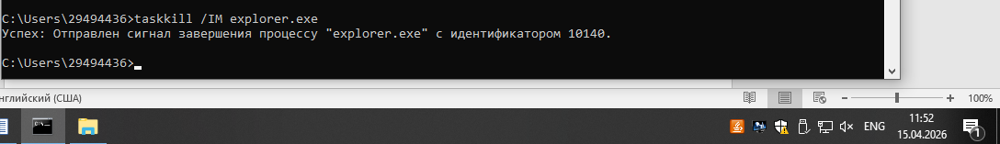 C:\Users\29494436>taskkill /IM explorer.exe
Успех: Отправлен сигнал завершения процессу "explorer.exe" с идентификатором 10140.
C:\Users\29494436>
нглийский (США)
100%
ENG
11:52
15.04.2026
1